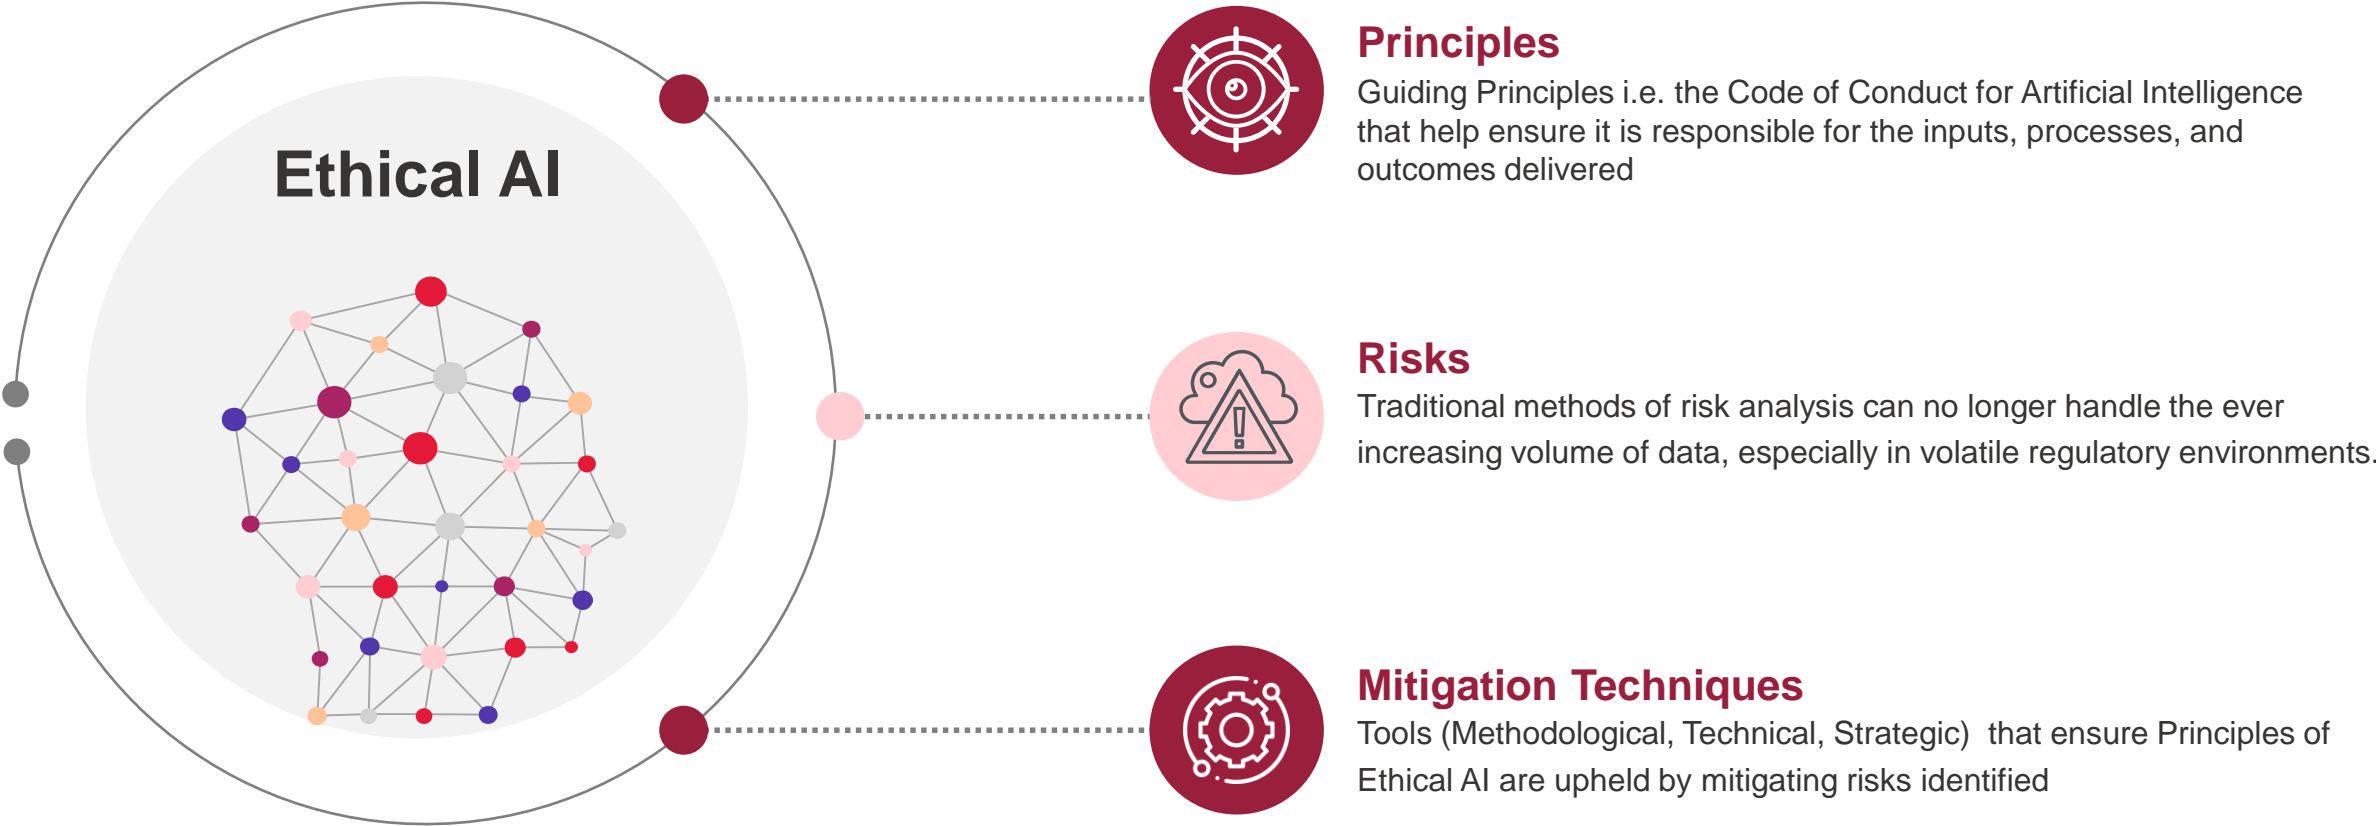 Ethical AI
Principles
Guiding Principles i.e. the Code of Conduct for Artificial Intelligence
that help ensure it is responsible for the inputs, processes, and
outcomes delivered
Risks
Traditional methods of risk analysis can no longer handle the ever
increasing volume of data, especially in volatile regulatory environments.
Mitigation Techniques
Tools (Methodological, Technical, Strategic)  that ensure Principles of
Ethical AI are upheld by mitigating risks identified